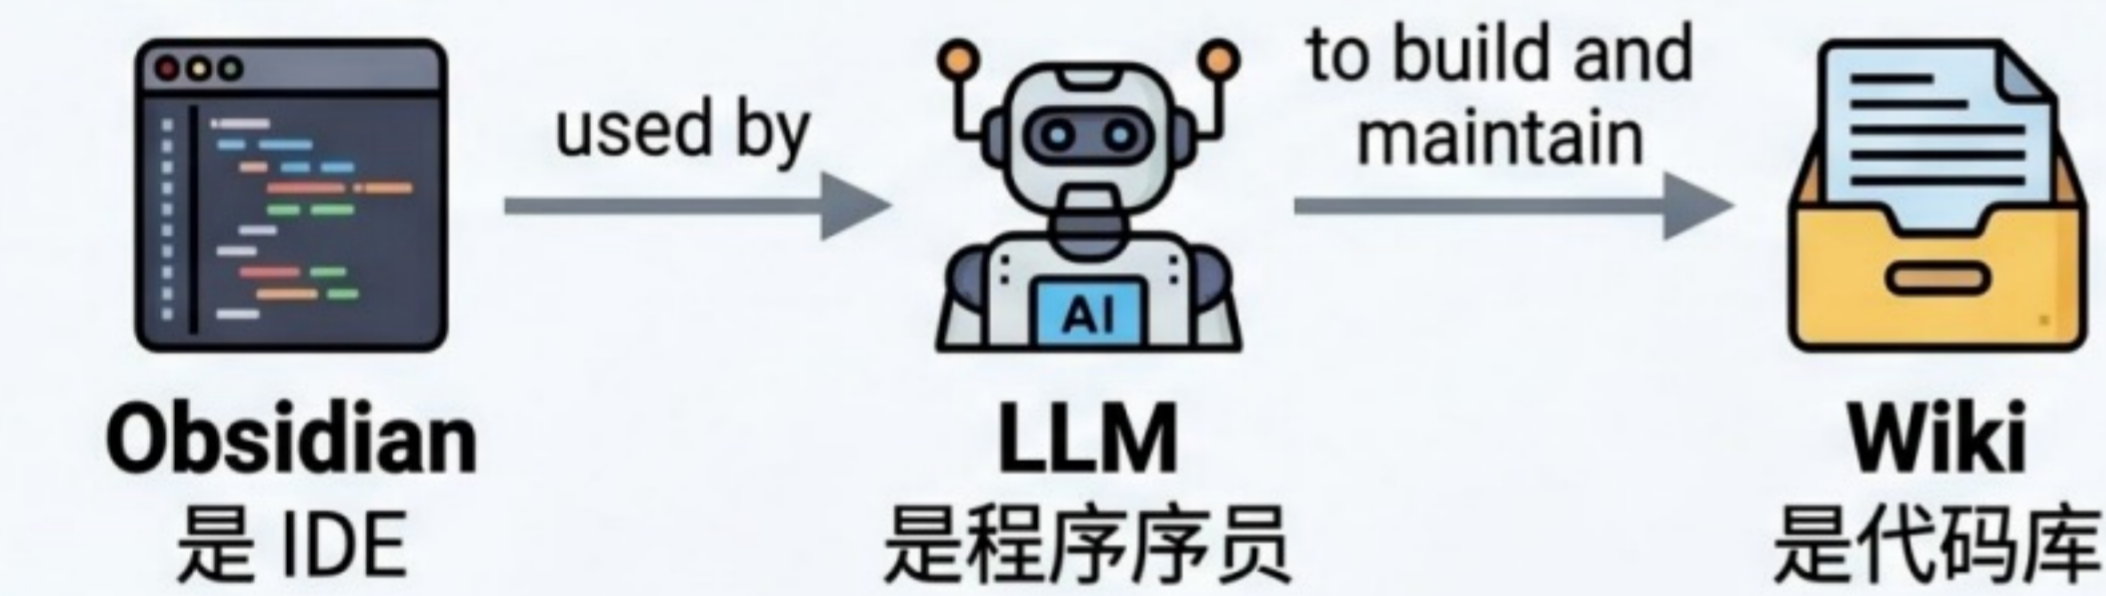 used by
to build and
maintain
AI
Obsidian
是 IDE
LLM
是程序序员
Wiki
是代码库